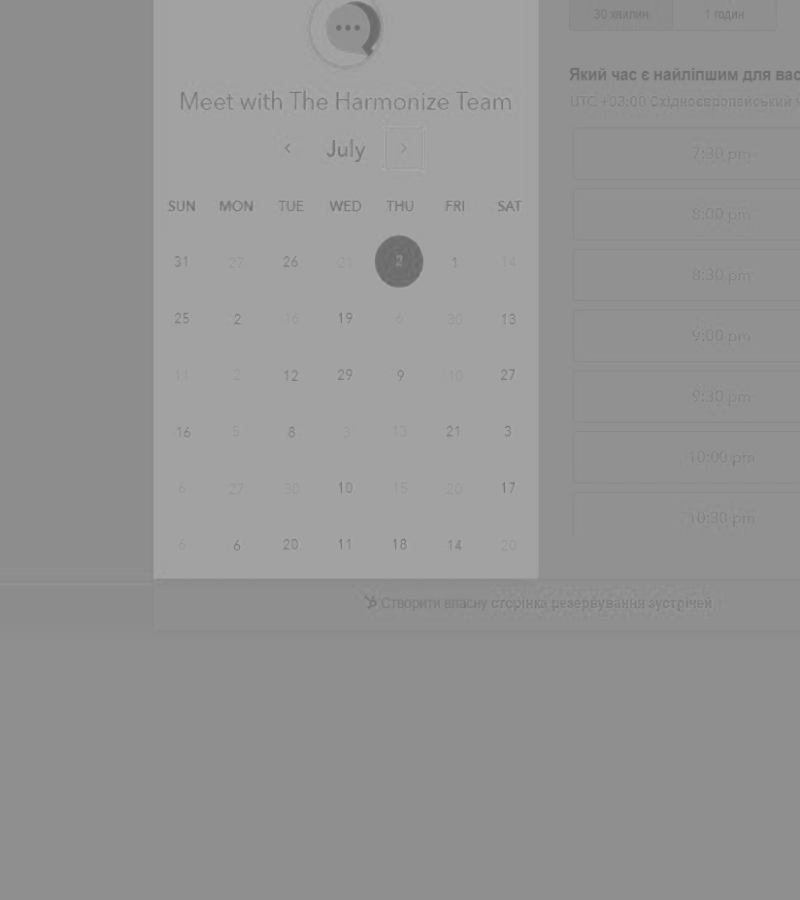 30 хвилин 1 годин
Який час є найліпшим для вас
UTC +03:00 Східноєвропейський ч
Meet with The Harmonize Team
July
SUN MON TUE WED THU FRI SAT
31 27 26 21 2 1 14
25 2 16 19 6 30 13
11 2 12 29 9 10 27
16 5 8 3 13 21 3
6 27 30 10 15 20 17
6 6 20 11 18 14 20
7:30 pm
8:00 pm
8:30 pm
9:00 pm
9:30 pm
10:00 pm
10:30 pm
Створити власну сторінка резервування зустрічей